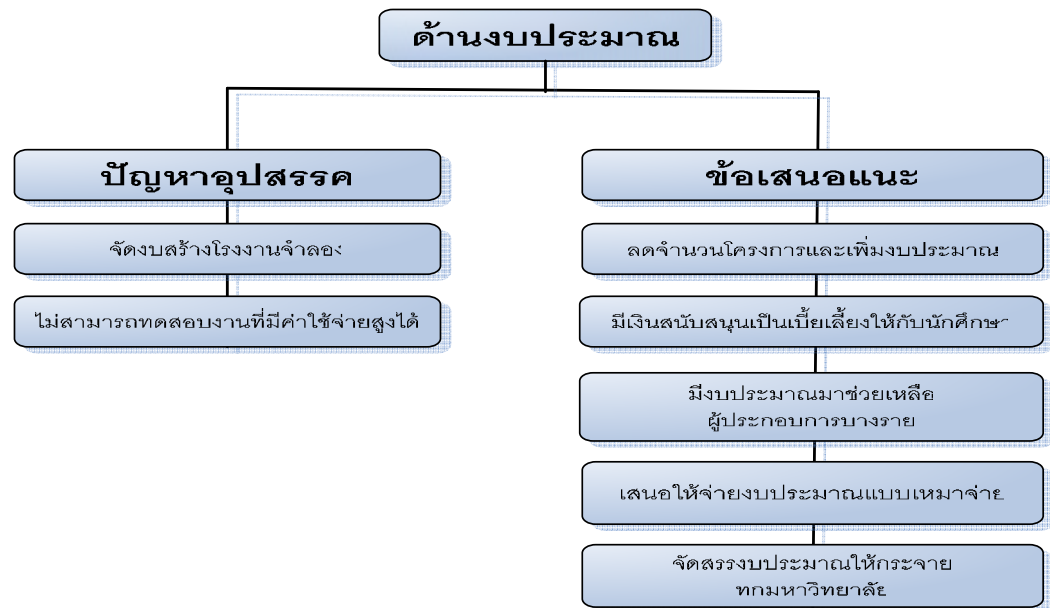 ด้านงบประมาณ
ปัญหาอุปสรรค
จัดงบสร้างโรงงานจำลอง
ไม่สามารถทดสอบงานที่มีค่าใช้จ่ายสูงได้
ข้อเสนอแนะ
ลดจำนวนโครงการและเพิ่มงบประมาณ
มีเงินสนับสนุนเป็นเบี้ยเลี้ยงให้กับนักศึกษา
มีงบประมาณมาช่วยเหลือ
ผู้ประกอบการบางราย
เสนอให้จ่ายงบประมาณแบบเหมาจ่าย
จัดสรรงบประมาณให้กระจาย
ทุกมหาวิทยาลัย